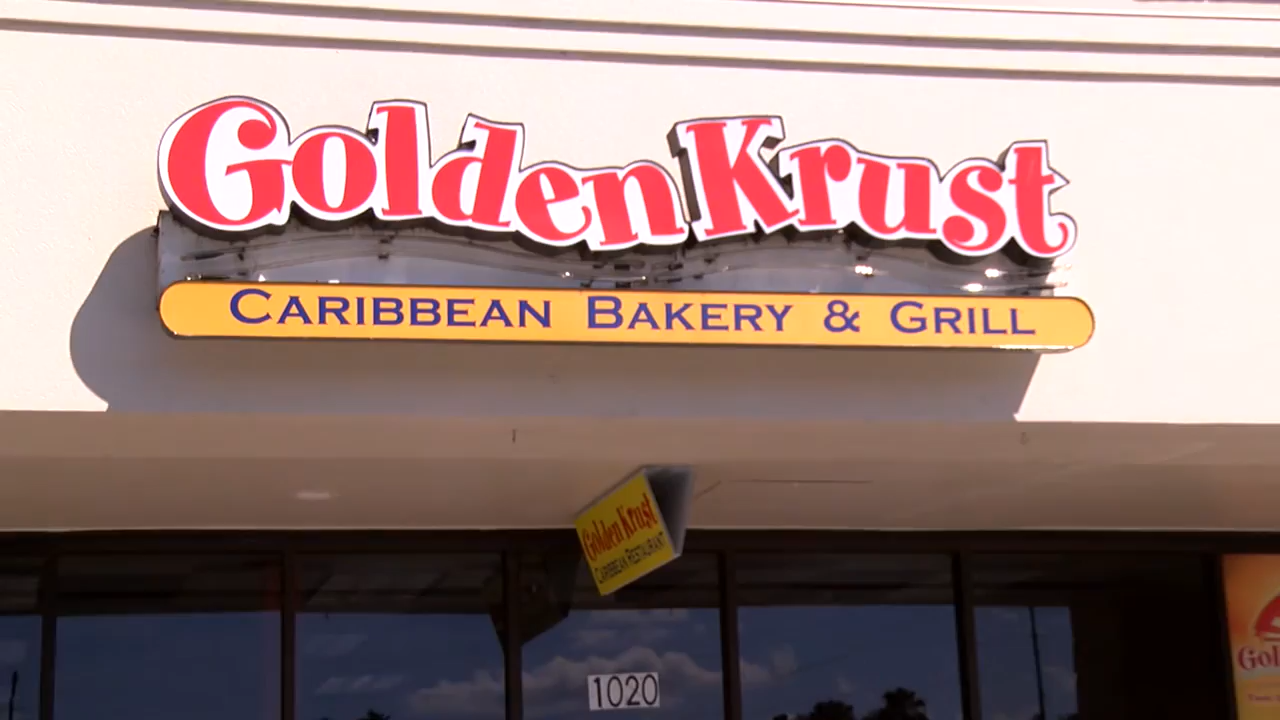 Golden Krust
CARIBBEAN BAKERY & GRILL
Golden Krust
CARIBBEAN RESTAURANT
1020